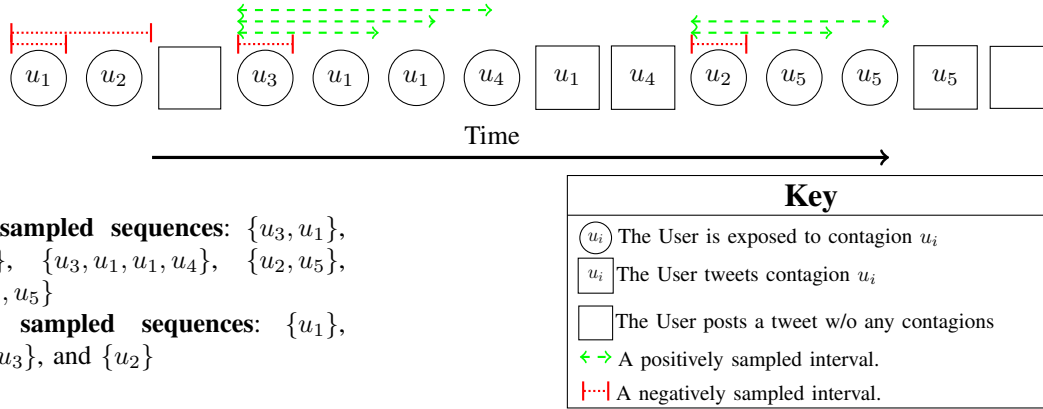 u1 u2 u3 u1 u1 u4 u1 u4 u2 u5 u5 u5
Time
sampled sequences: {u3, u1},
}, {u3, u1, u1, u4}, {u2, u5},
, u5}
sampled sequences: {u1},
u3}, and {u2}
Key
ui The User is exposed to contagion ui
ui The User tweets contagion ui
The User posts a tweet w/o any contagions
A positively sampled interval.
A negatively sampled interval.